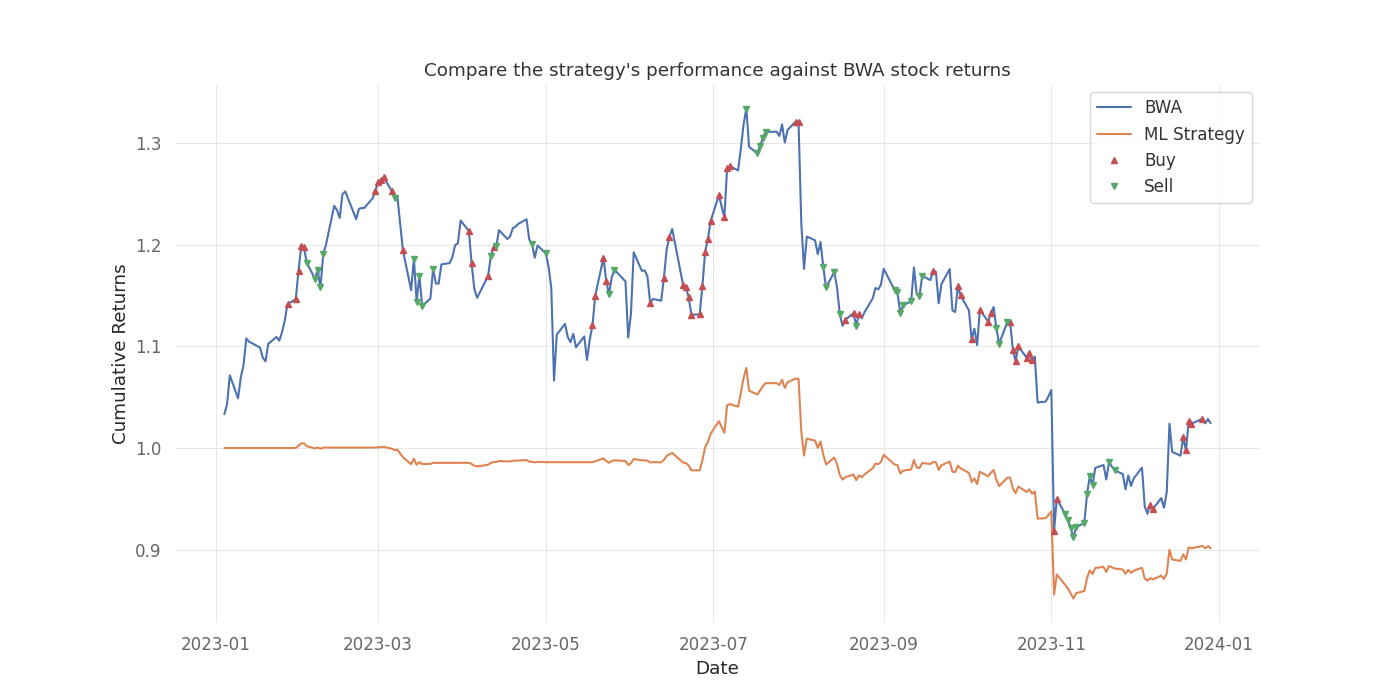 Compare the strategy's performance against BWA stock returns
BWA
ML Strategy
Buy
Sell
Cumulative Returns
1.3
1.2
1.1
1.0
0.9
2023-01
2023-03
2023-05
2023-07
2023-09
2023-11
2024-01
Date